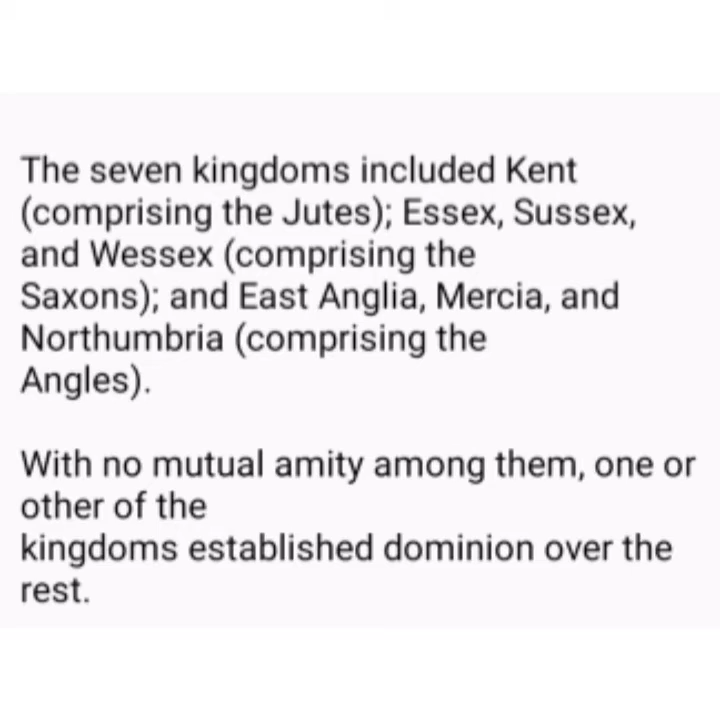 The seven kingdoms included Kent
(comprising the Jutes); Essex, Sussex,
and Wessex (comprising the
Saxons); and East Anglia, Mercia, and
Northumbria (comprising the
Angles).
With no mutual amity among them, one or
other of the
kingdoms established dominion over the
rest.